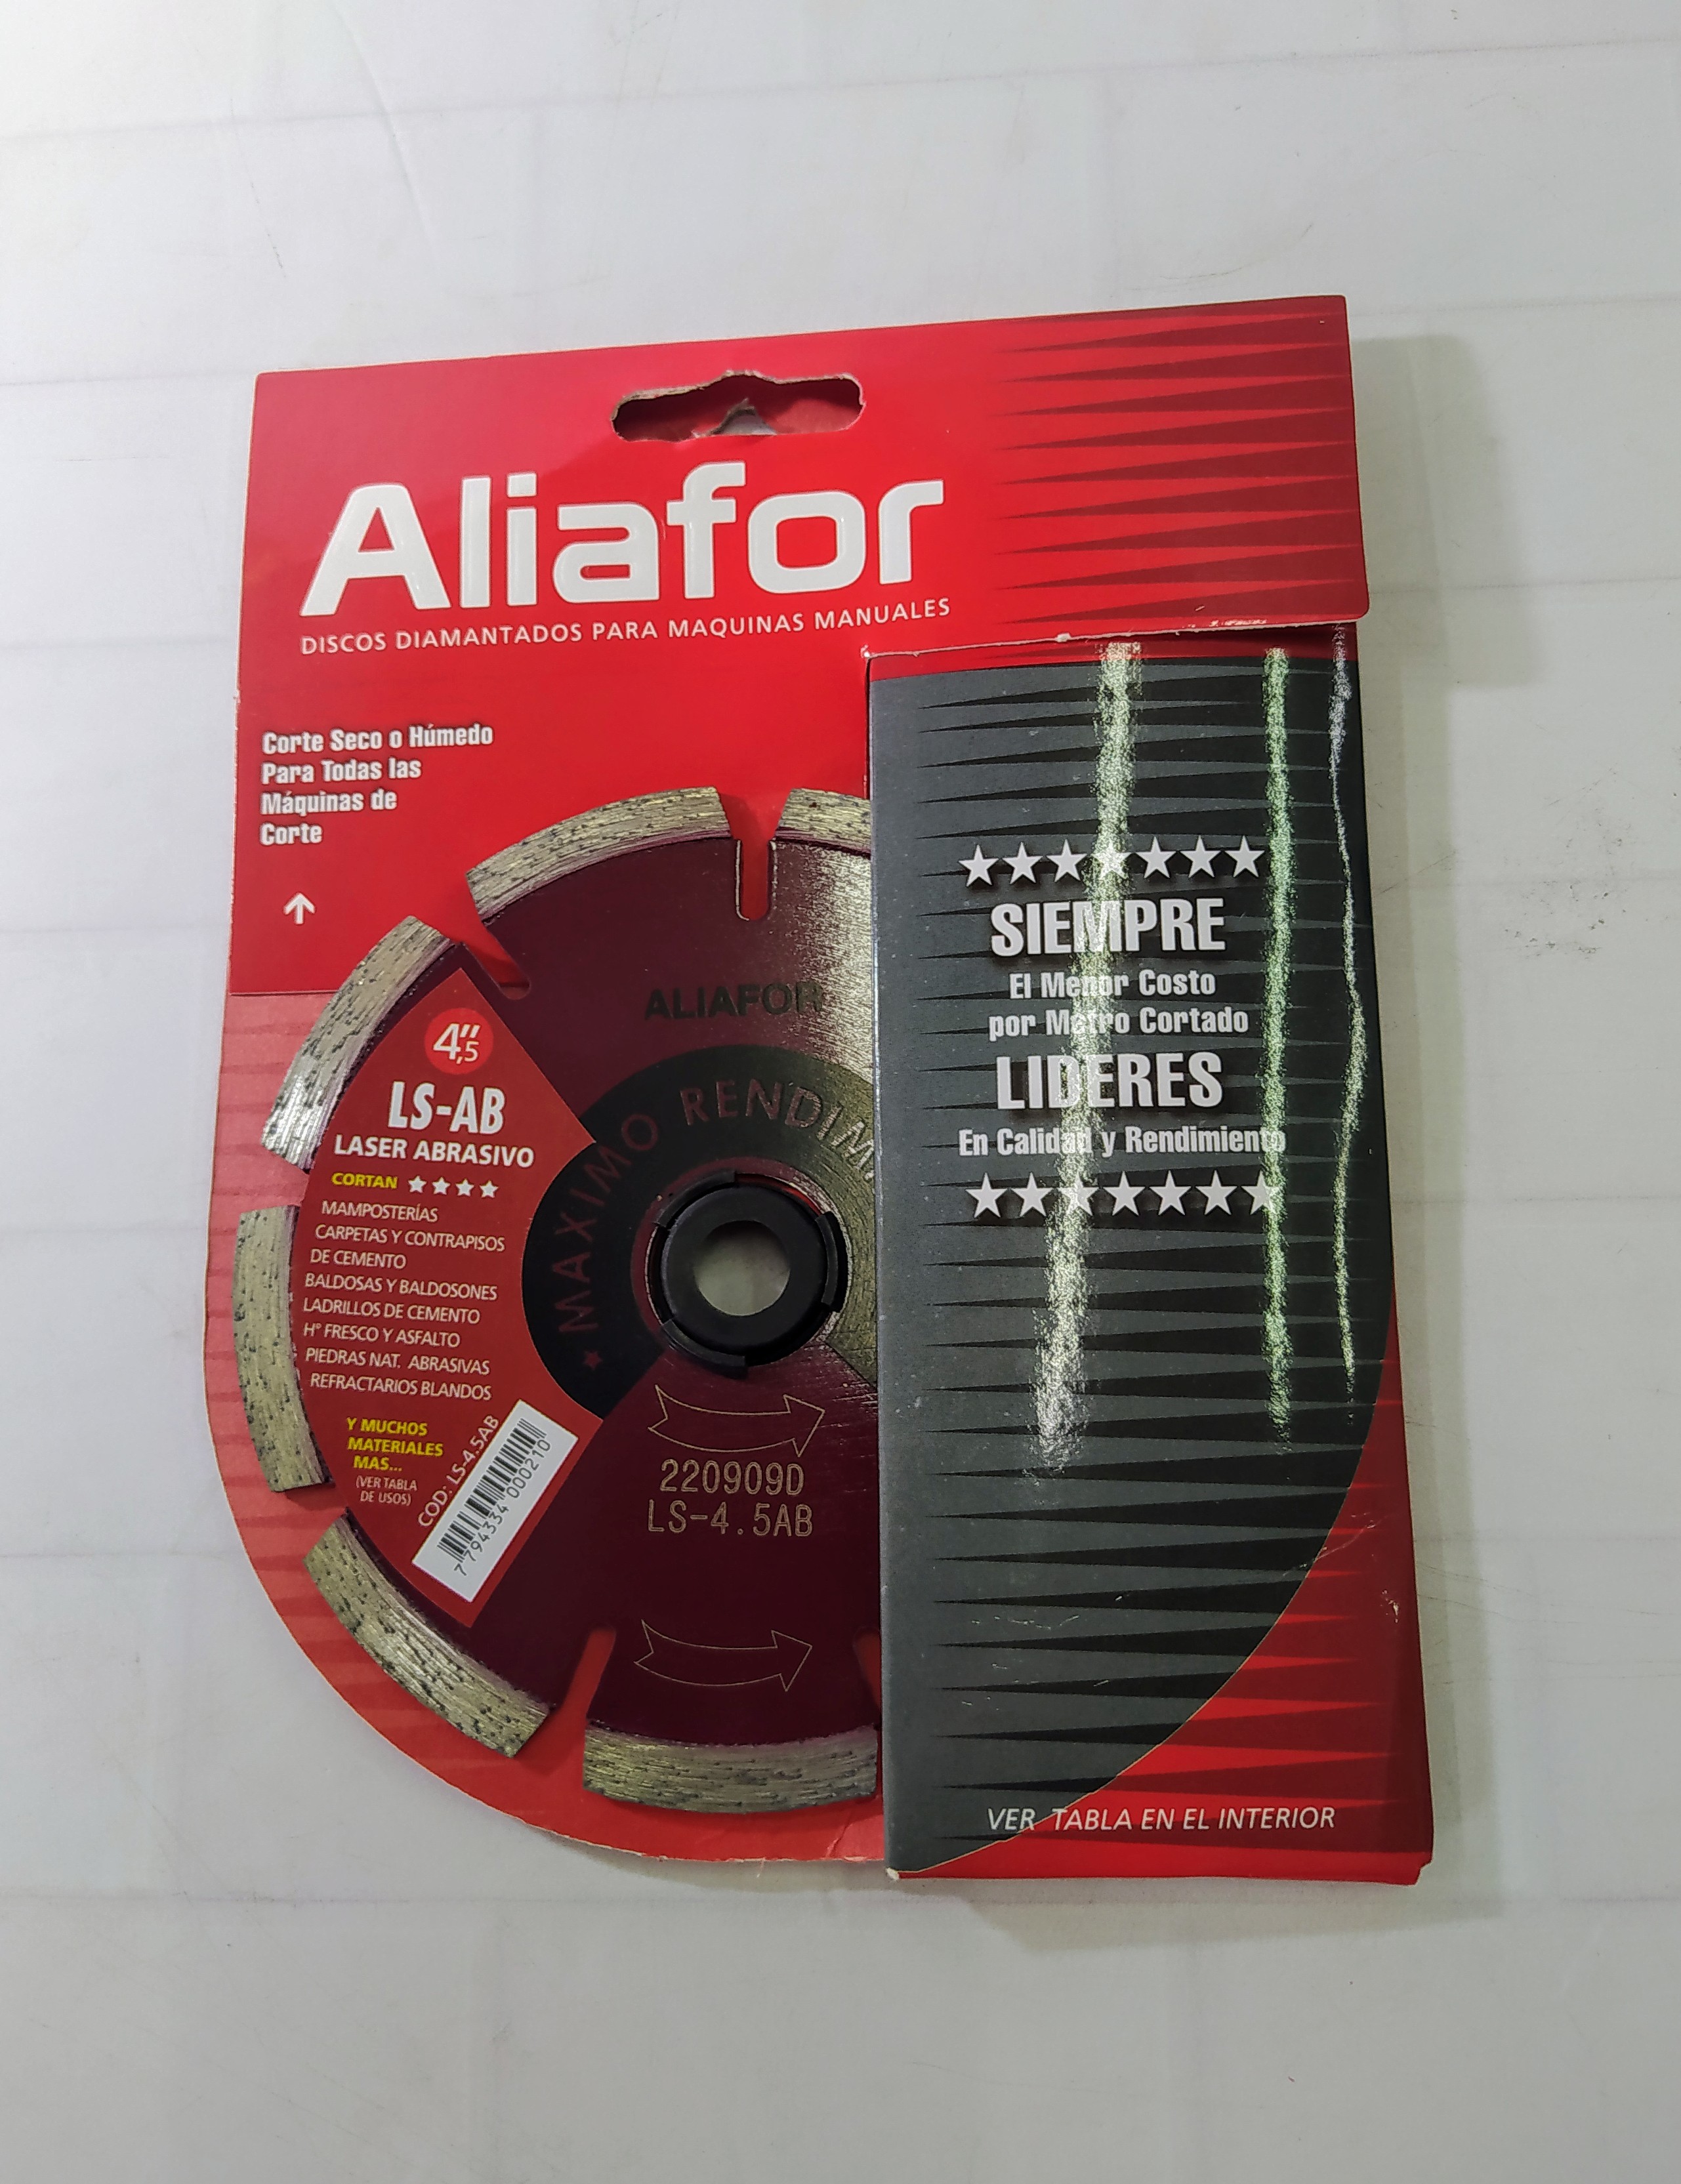 Aliafor
DISCOS DIAMANTADOS PARA MAQUINAS MANUALES
Corte Seco o Húmedo
Para Todas las
Máquinas de
Corte
ALIAFOR
MAXIMO
4,5"
LS-AB
LASER ABRASIVO
CORTAN
MAMPOSTERÍAS
CARPETAS Y CONTRAPISOS
DE CEMENTO
BALDOSAS Y BALDOSONES
LADRILLOS DE CEMENTO
H° FRESCO Y ASFALTO
PIEDRAS NAT. ABRASIVAS
REFRACTARIOS BLANDOS
Y MUCHOS
MATERIALES
MAS...
(VER TABLA
DE USOS)
COD: LS-4.5AB
7 794334 000210
220909D
LS-4.5AB
SIEMPRE
El Menor Costo
por Metro Cortado
LIDERES
En Calidad y Rendimiento
VER TABLA EN EL INTERIOR